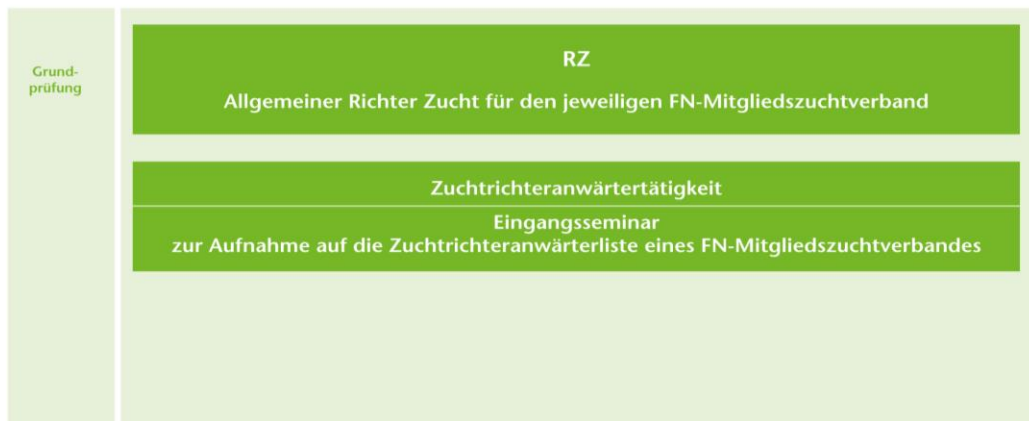 Grund-
prüfung
RZ
Allgemeiner Richter Zucht für den jeweiligen FN-Mitgliedszuchtverband
Zuchtrichteranwärtertätigkeit
Eingangsseminar
zur Aufnahme auf die Zuchtrichteranwärterliste eines FN-Mitgliedszuchtverbandes